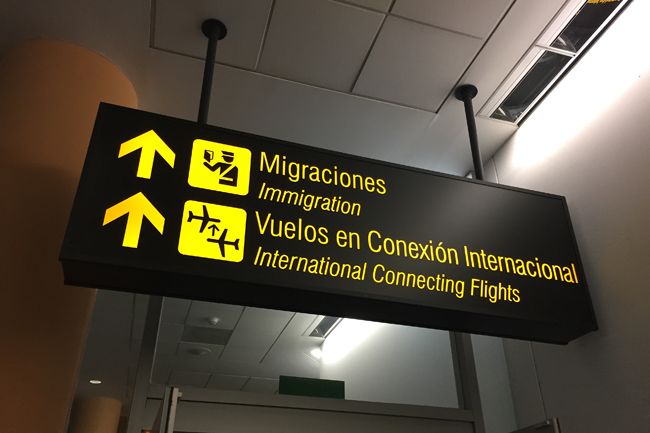 Migraciones
Immigration
Vuelos en Conexión Internacional
International Connecting Flights